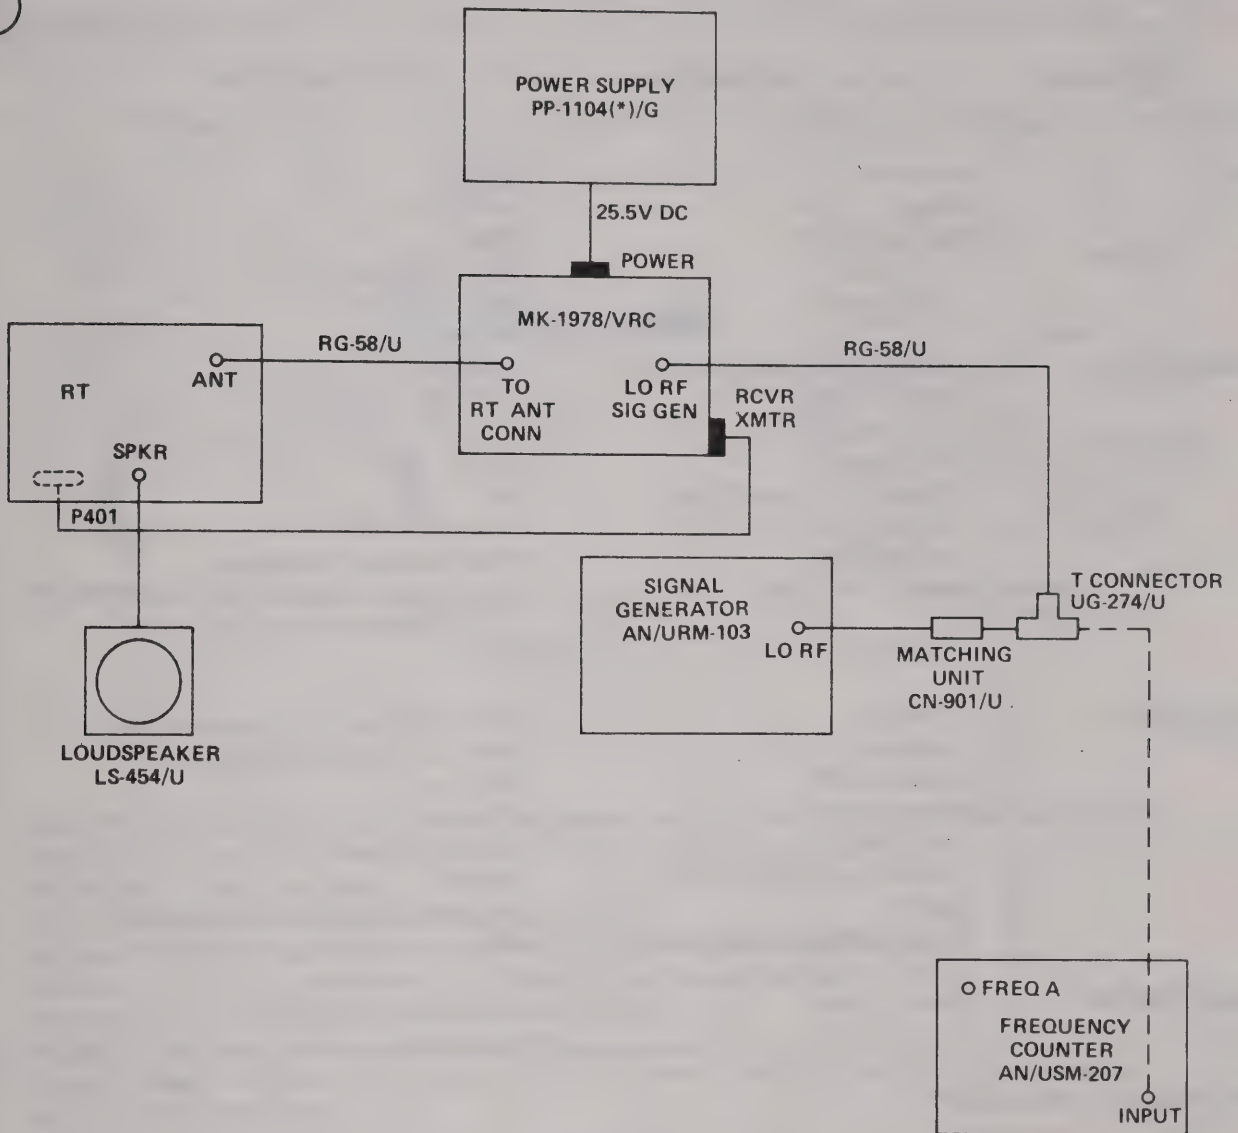 POWER SUPPLY
PP-1104(*)/G
25.5V DC
POWER
MK-1978/VRC
RG-58/U
RG-58/U
ANT
RT
TO
RT ANT
CONN
LO RF
SIG GEN
RCVR
XMTR
SPKR
P401
SIGNAL
GENERATOR
AN/URM-103
LO RF
T CONNECTOR
UG-274/U
MATCHING
UNIT
CN-901/U
LOUDSPEAKER
LS-454/U
FREQ A
FREQUENCY
COUNTER
AN/USM-207
INPUT